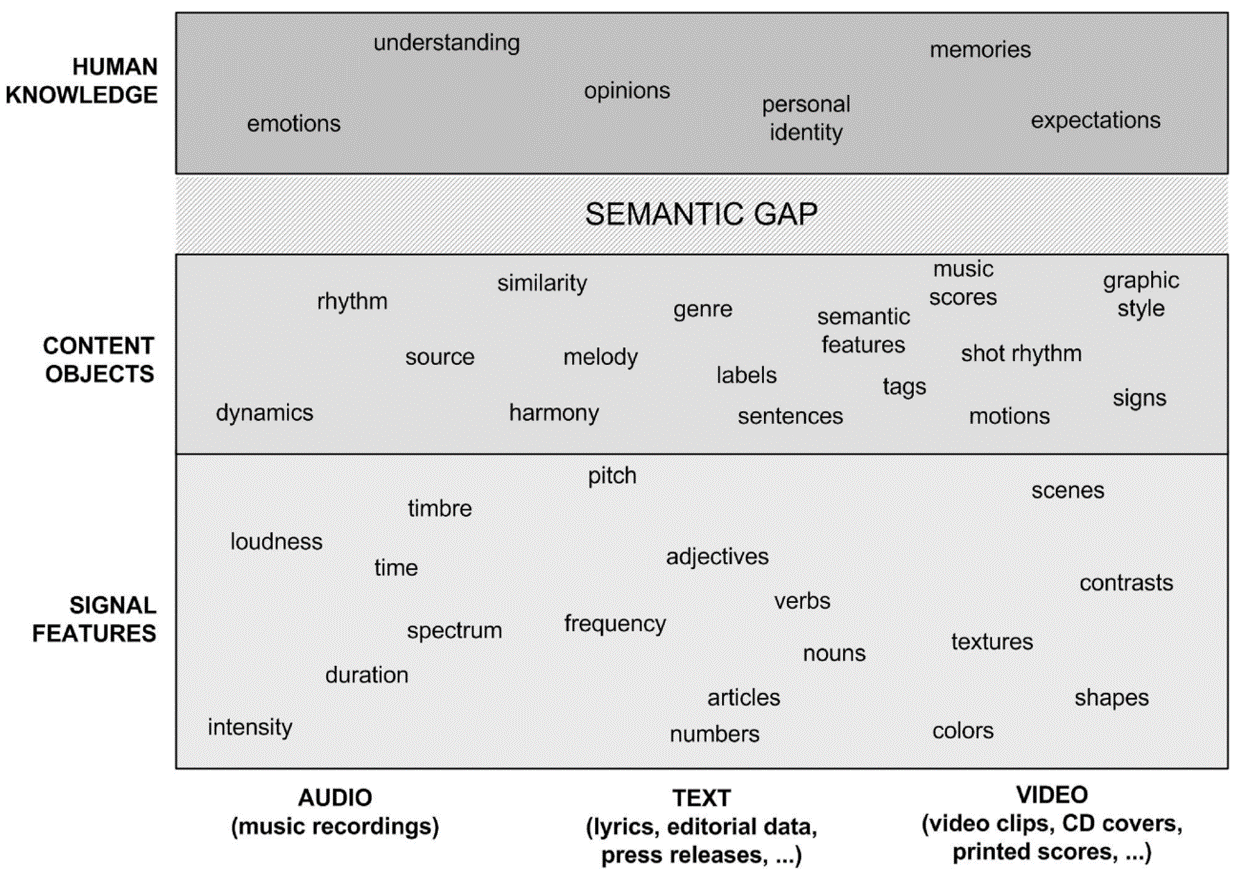 HUMAN
KNOWLEDGE
understanding
memories
opinions
personal
identity
emotions
expectations
SEMANTIC GAP
CONTENT
OBJECTS
music
scores
graphic
style
similarity
rhythm
genre
semantic
features
source
melody
shot rhythm
labels
tags
signs
dynamics
harmony
sentences
motions
SIGNAL
FEATURES
pitch
scenes
timbre
loudness
time
adjectives
contrasts
verbs
spectrum
frequency
nouns
textures
duration
articles
shapes
intensity
numbers
colors
AUDIO
(music recordings)
TEXT
(lyrics, editorial data,
press releases, ...)
VIDEO
(video clips, CD covers,
printed scores, ...)